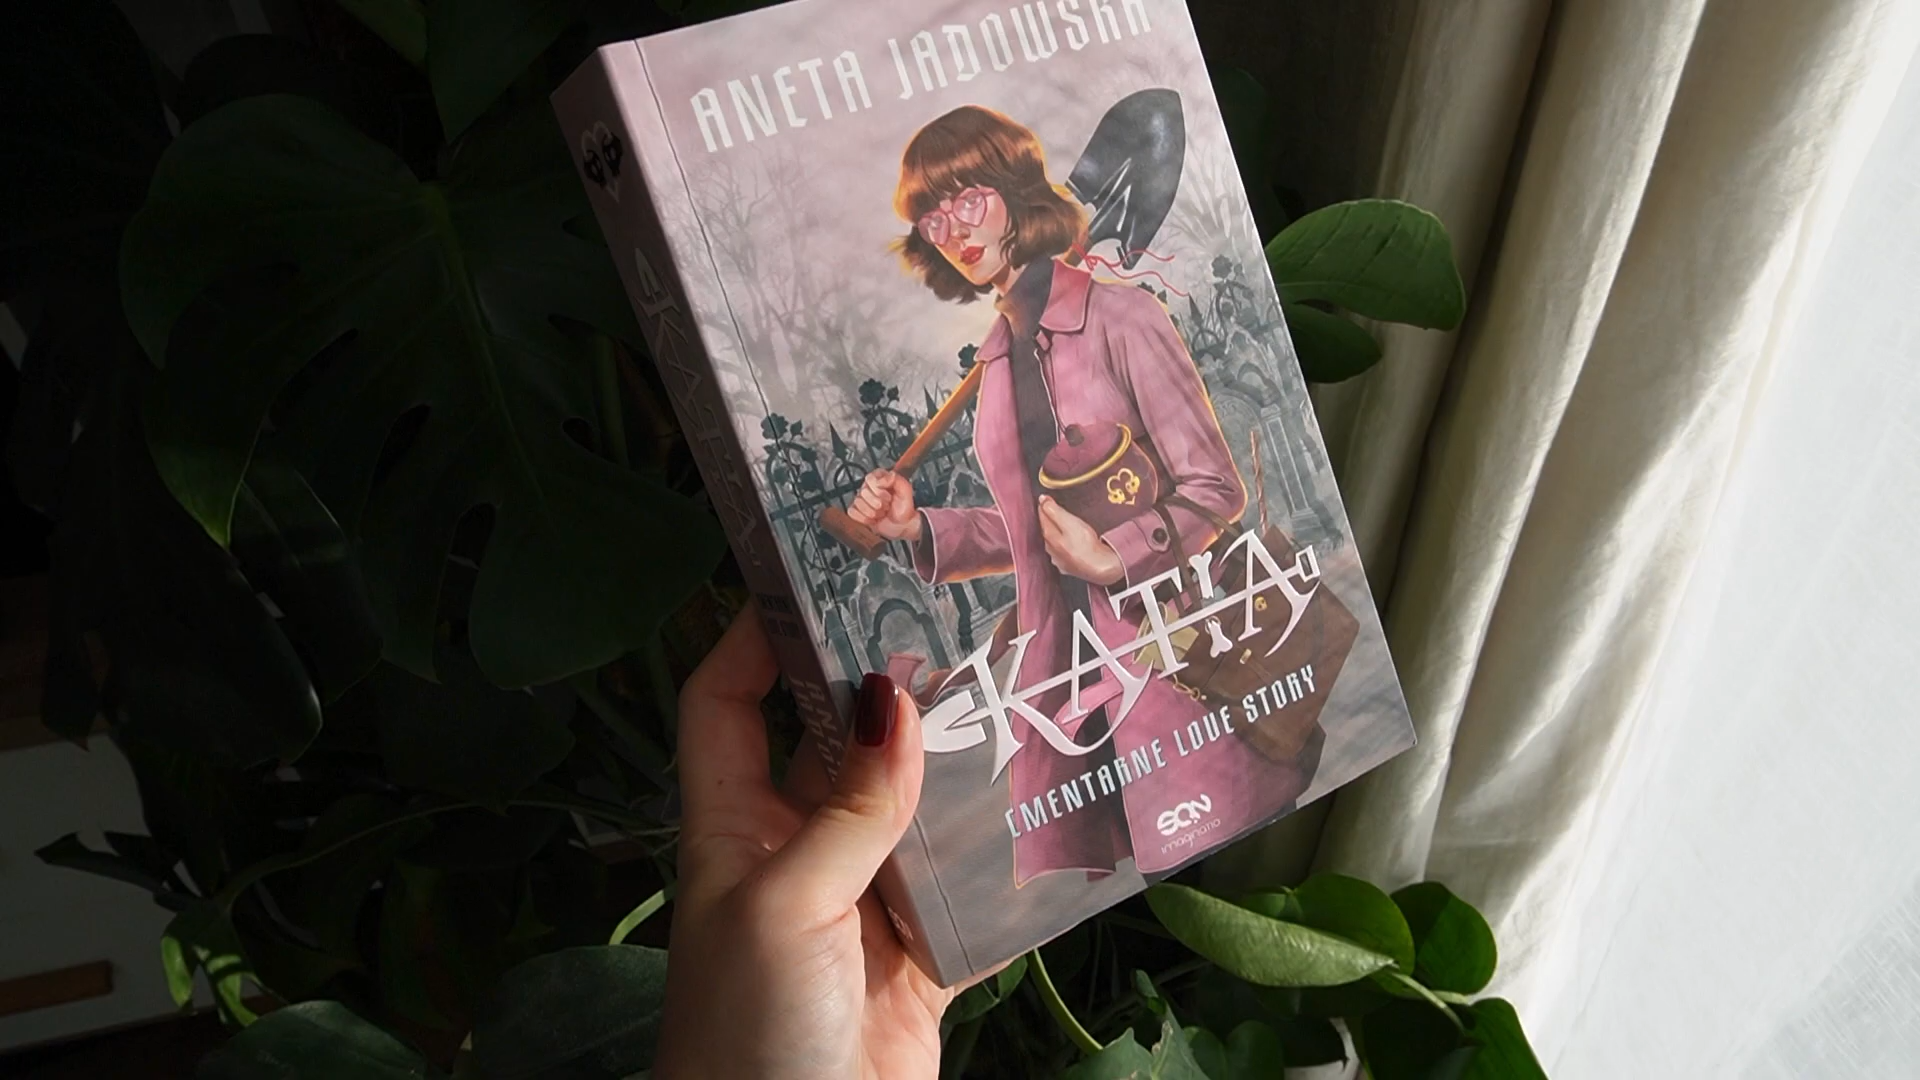 ANETA JADOWSKA
KATIA
CMENTARNE LOVE STORY
SQN
imaginatio
KATIA